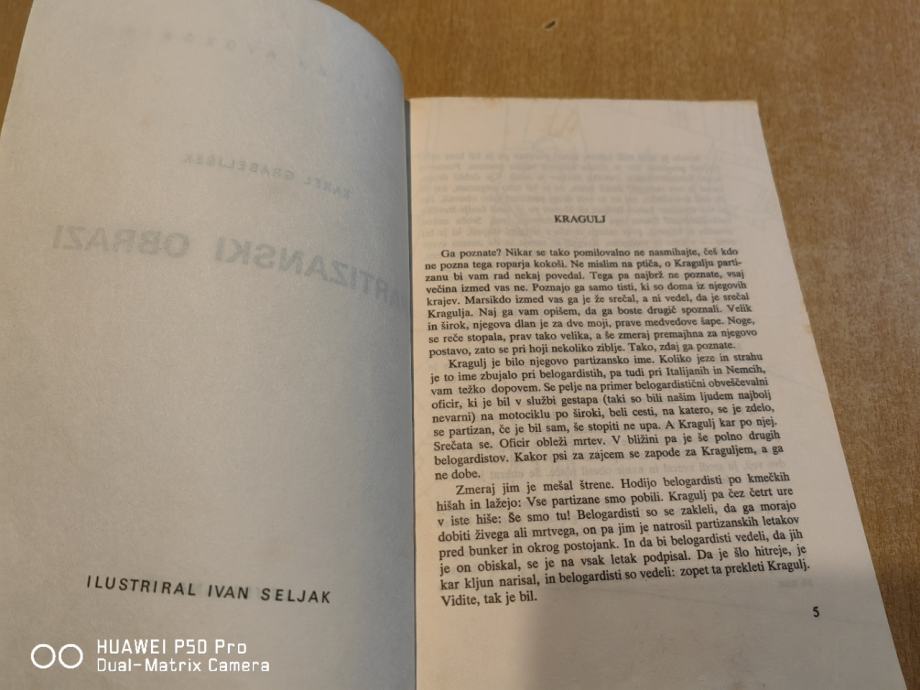 KAREL GRABELJŠEK
PARTIZANSKI OBRAZI
ILUSTRIRAL IVAN SELJAK
KRAGULJ
Ga poznate? Nikar se tako pomilovalno ne nasmihajte, češ kdo
ne pozna tega roparja kokoši. Ne mislim na ptiča, o Kragulju parti-
zanu bi vam rad nekaj povedal. Tega pa najbrž ne poznate, vsaj
večina izmed vas ne. Poznajo ga samo tisti, ki so doma iz njegovih
krajev. Marsikdo izmed vas ga je že srečal, a ni vedel, da je srečal
Kragulja. Naj ga vam opišem, da ga boste drugič spoznali. Velik
in širok, njegova dlan je za dve moji, prave medvedove šape. Noge,
se reče stopala, prav tako velika, a še zmeraj premajhna za njegovo
postavo, zato se pri hoji nekoliko ziblje. Tako, zdaj ga poznate.
Kragulj je bilo njegovo partizansko ime. Koliko jeze in strahu
je to ime zbujalo pri belogardistih, pa tudi pri Italijanih in Nemcih,
vam težko dopovem. Se pelje na primer belogardistični obveščevalni
oficir, ki je bil v službi gestapa (taki so bili našim ljudem najbolj
nevarni) na motociklu po široki, beli cesti, na katero, se je zdelo,
se partizan, če je bil sam, še stopiti ne upa. A Kragulj kar po njej.
Srečata se. Oficir obleži mrtev. V bližini pa je še polno drugih
belogardistov. Kakor psi za zajcem se zapode za Kraguljem, a ga
ne dobe.
Zmeraj jim je mešal štrene. Hodijo belogardisti po kmečkih
hišah in lažejo: Vse partizane smo pobili. Kragulj pa čez četrt ure
v iste hiše: Še smo tu! Belogardisti so se zakleli, da ga morajo
dobiti živega ali mrtvega, on pa jim je natrosil partizanskih letakov
pred bunker in okrog postojank. In da bi belogardisti vedeli, da jih
je on obiskal, se je na vsak letak podpisal. Da je šlo hitreje, je
kar kljun narisal, in belogardisti so vedeli: zopet ta prekleti Kragulj.
Vidite, tak je bil.
5
HUAWEI P50 Pro
Dual-Matrix Camera